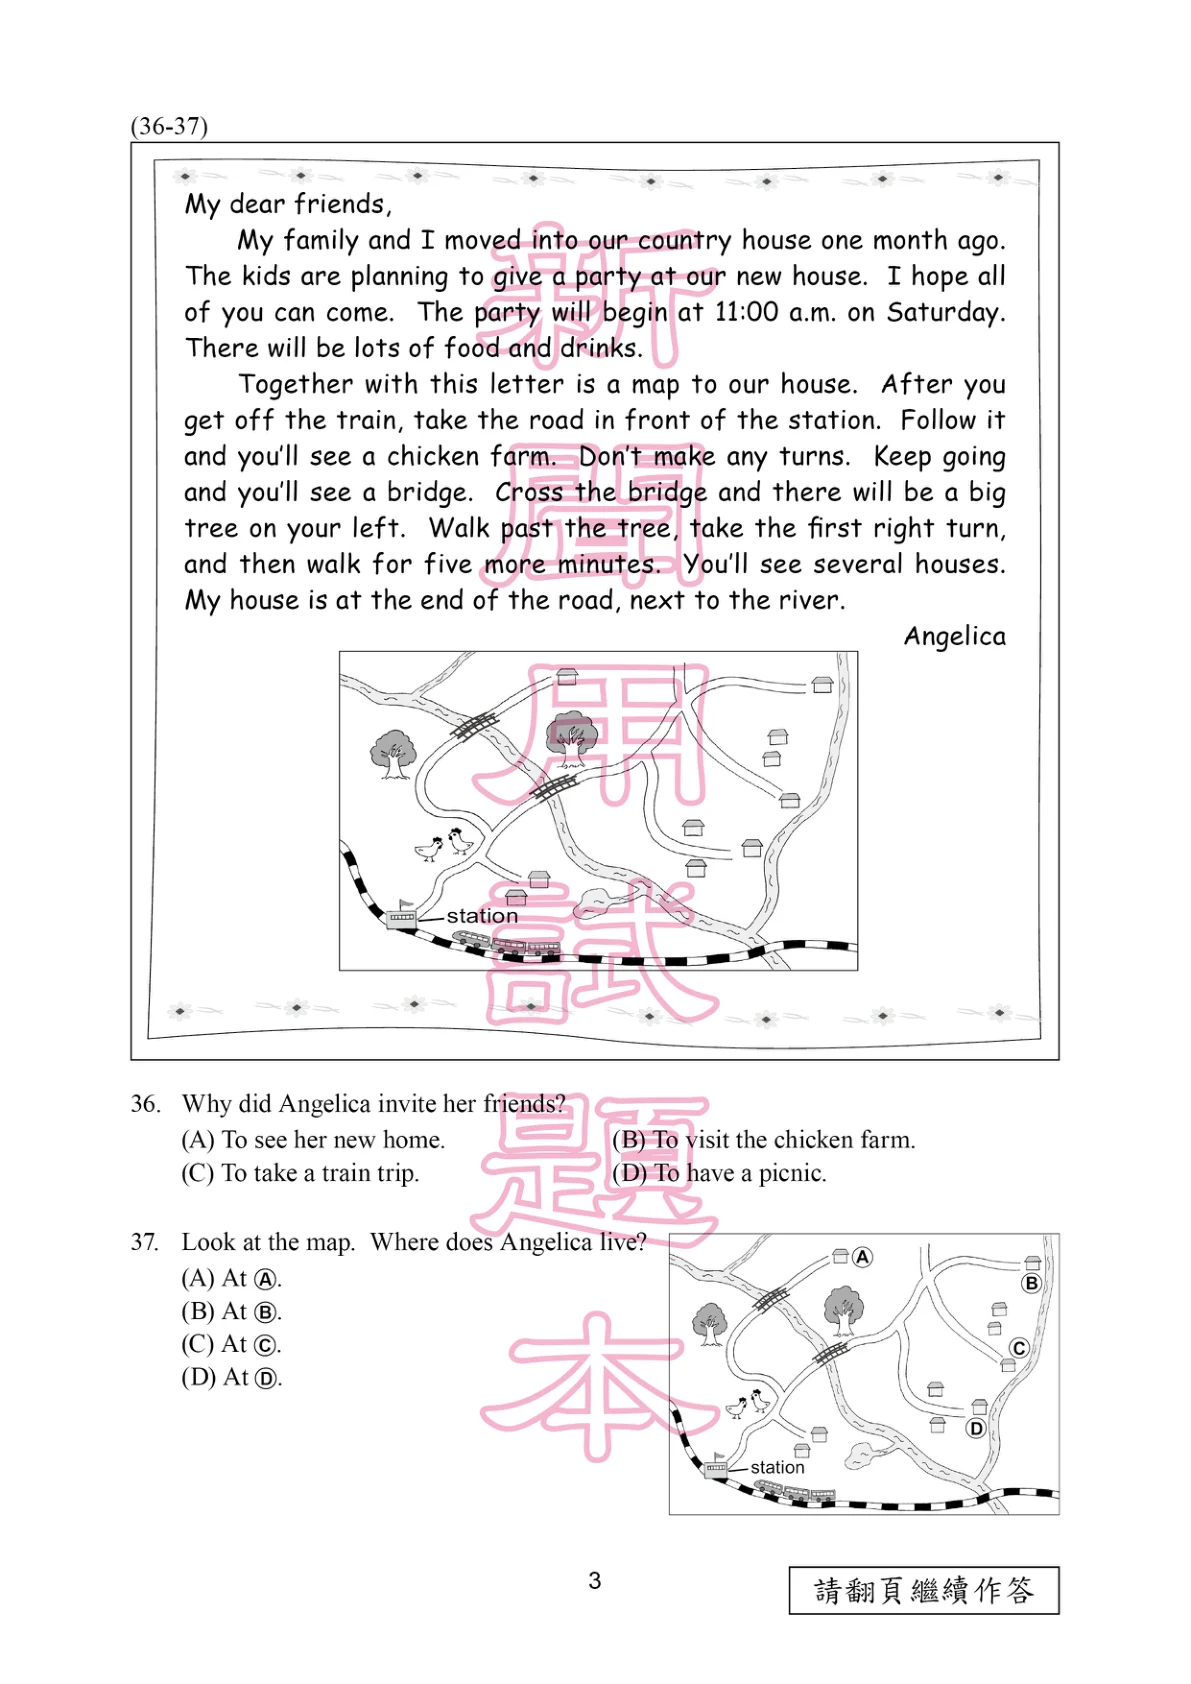 (36-37)
My dear friends,
My family and I moved into our country house one month ago.
The kids are planning to give a party at our new house.  I hope all
of you can come.  The party will begin at 11:00 a.m. on Saturday.
There will be lots of food and drinks.
Together with this letter is a map to our house.  After you
get off the train, take the road in front of the station.  Follow it
and you'll see a chicken farm.  Don't make any turns.  Keep going
and you'll see a bridge.  Cross the bridge and there will be a big
tree on your left.  Walk past the tree, take the first right turn,
and then walk for five more minutes.  You'll see several houses.
My house is at the end of the road, next to the river.
Angelica
station
36.  Why did Angelica invite her friends?
(A) To see her new home.  (B) To visit the chicken farm.
(C) To take a train trip.  (D) To have a picnic.
37.  Look at the map.  Where does Angelica live?
(A) At Ⓐ.
(B) At Ⓑ.
(C) At Ⓒ.
(D) At Ⓓ.
A
B
C
D
station
3
請翻頁繼續作答
新聞用試題本